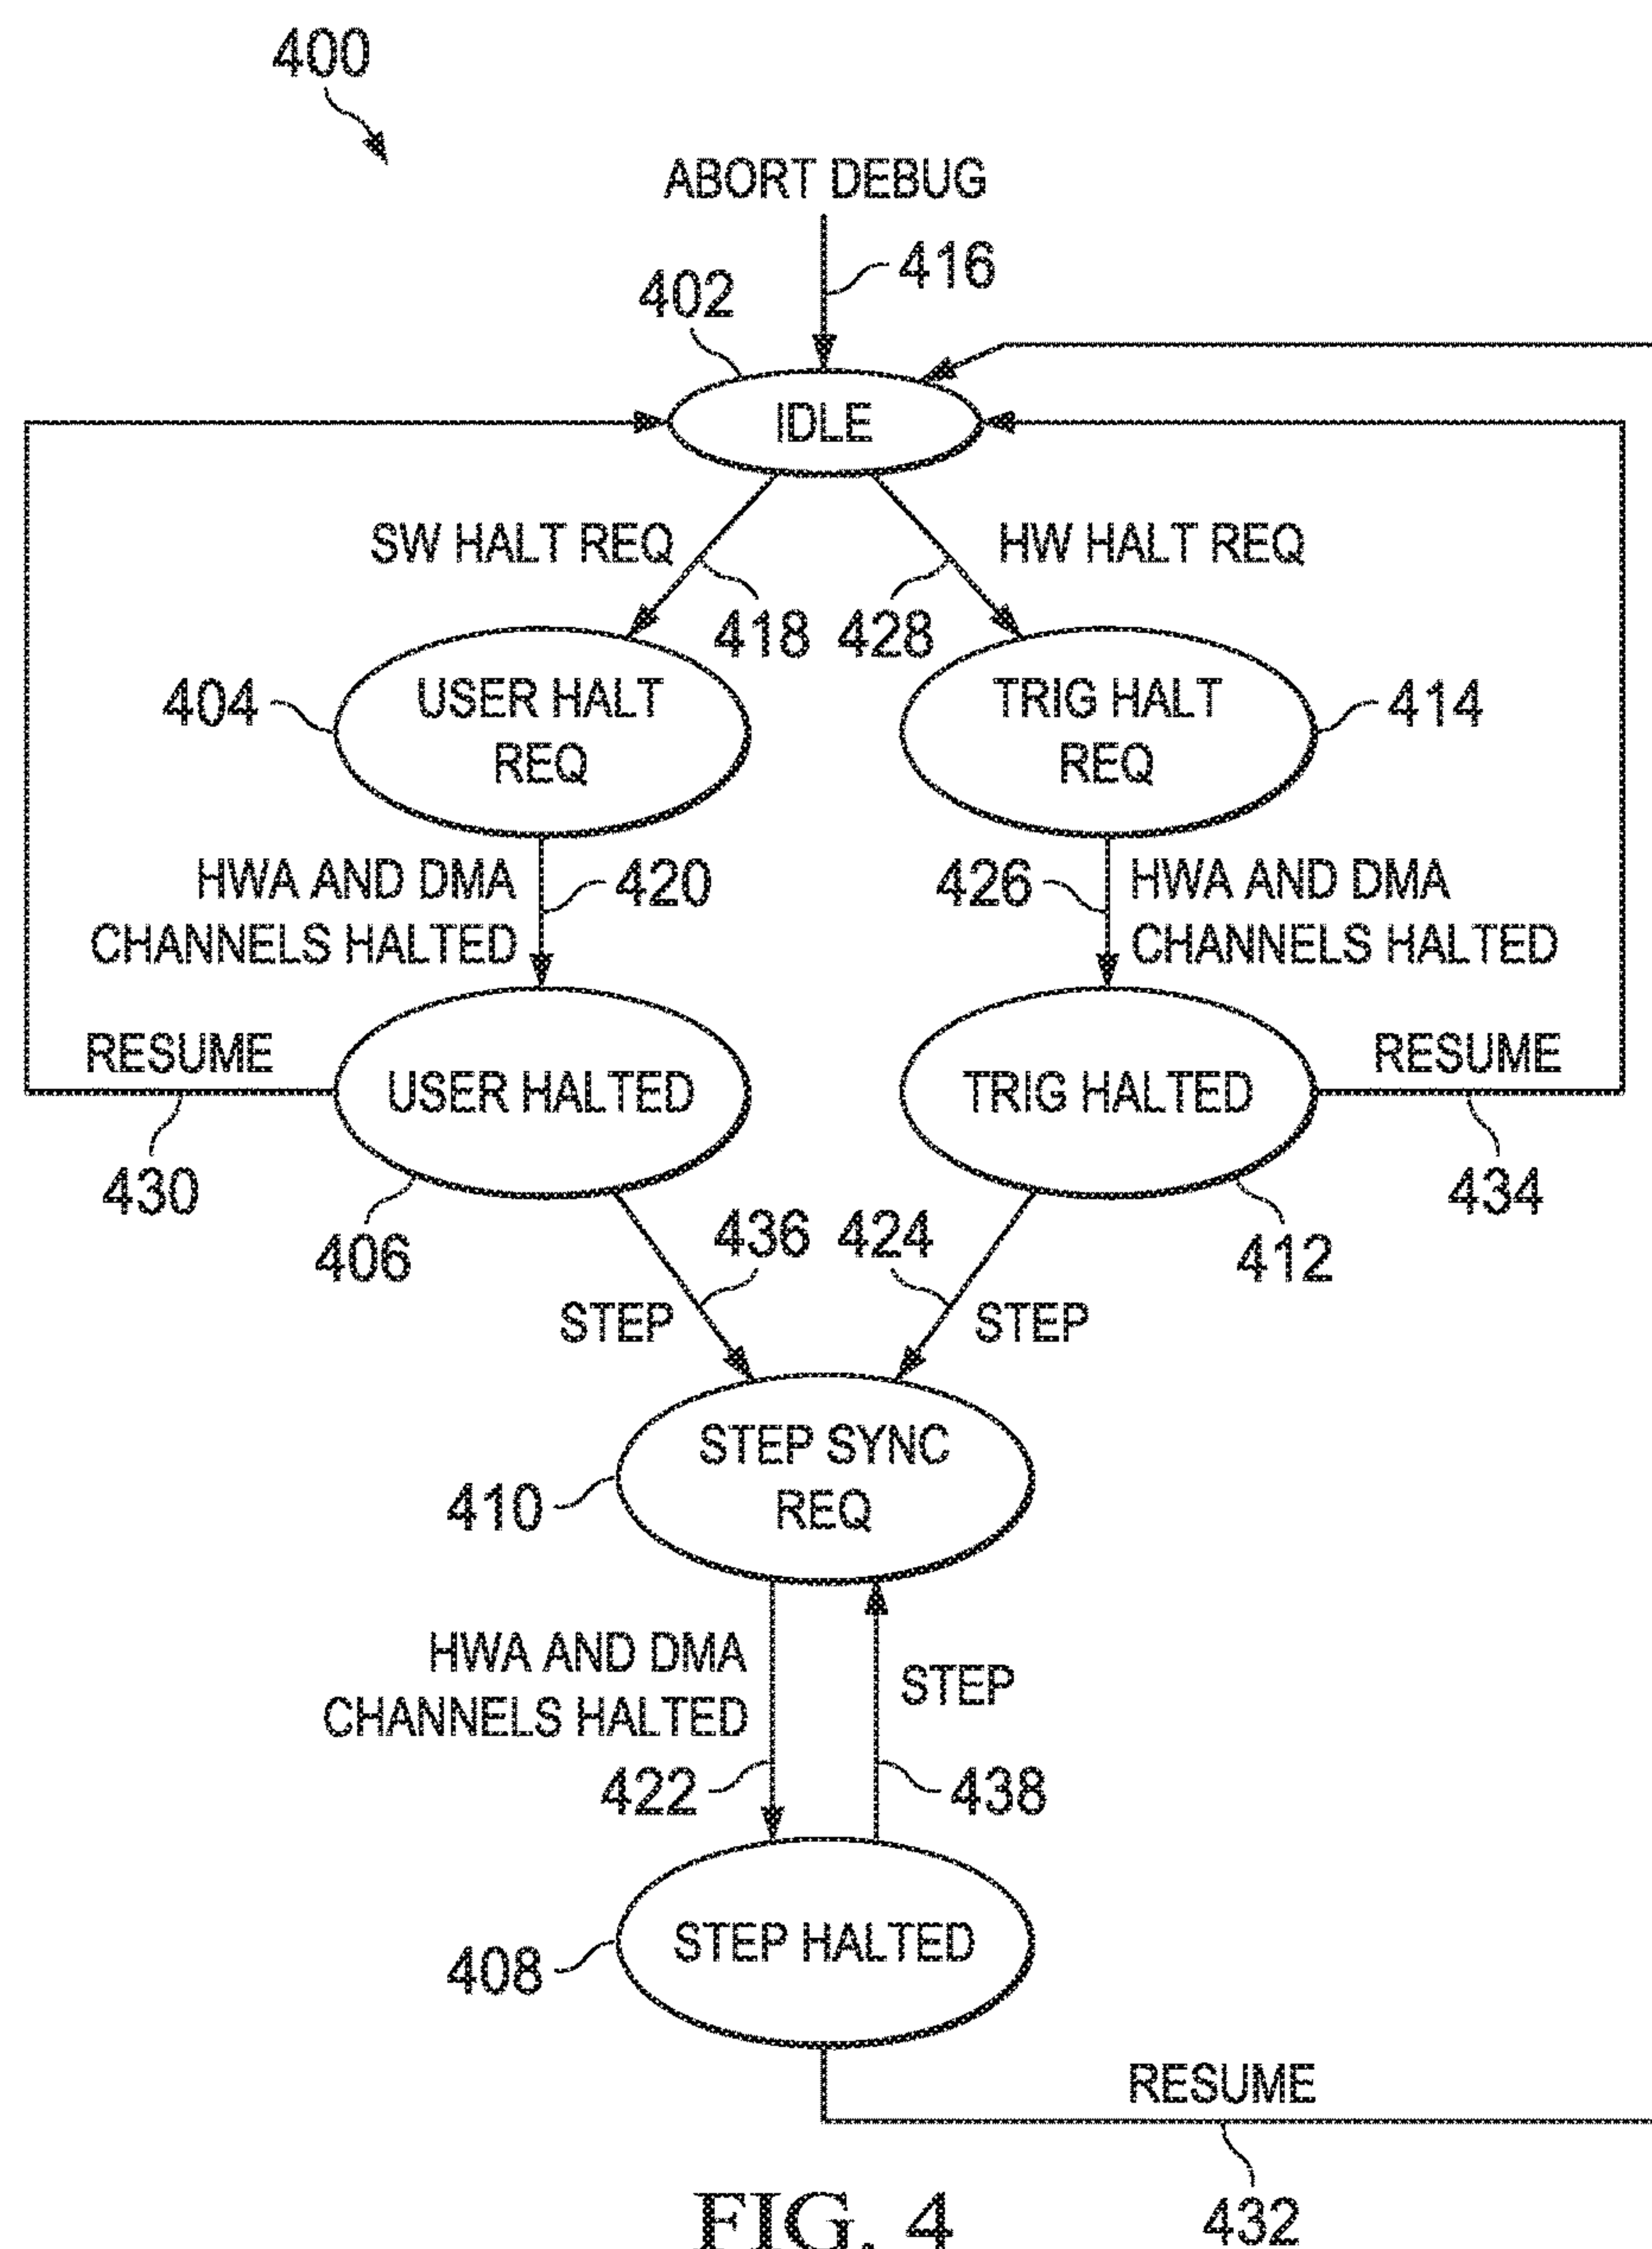 400
ABORT DEBUG
416
402
IDLE
SW HALT REQ
HW HALT REQ
418
428
404
USER HALT
REQ
TRIG HALT
REQ
414
HWA AND DMA
CHANNELS HALTED
420
426
HWA AND DMA
CHANNELS HALTED
RESUME
USER HALTED
TRIG HALTED
RESUME
430
434
406
436
424
412
STEP
STEP
STEP SYNC
REQ
410
HWA AND DMA
CHANNELS HALTED
STEP
422
438
STEP HALTED
408
RESUME
432
FIG. 4